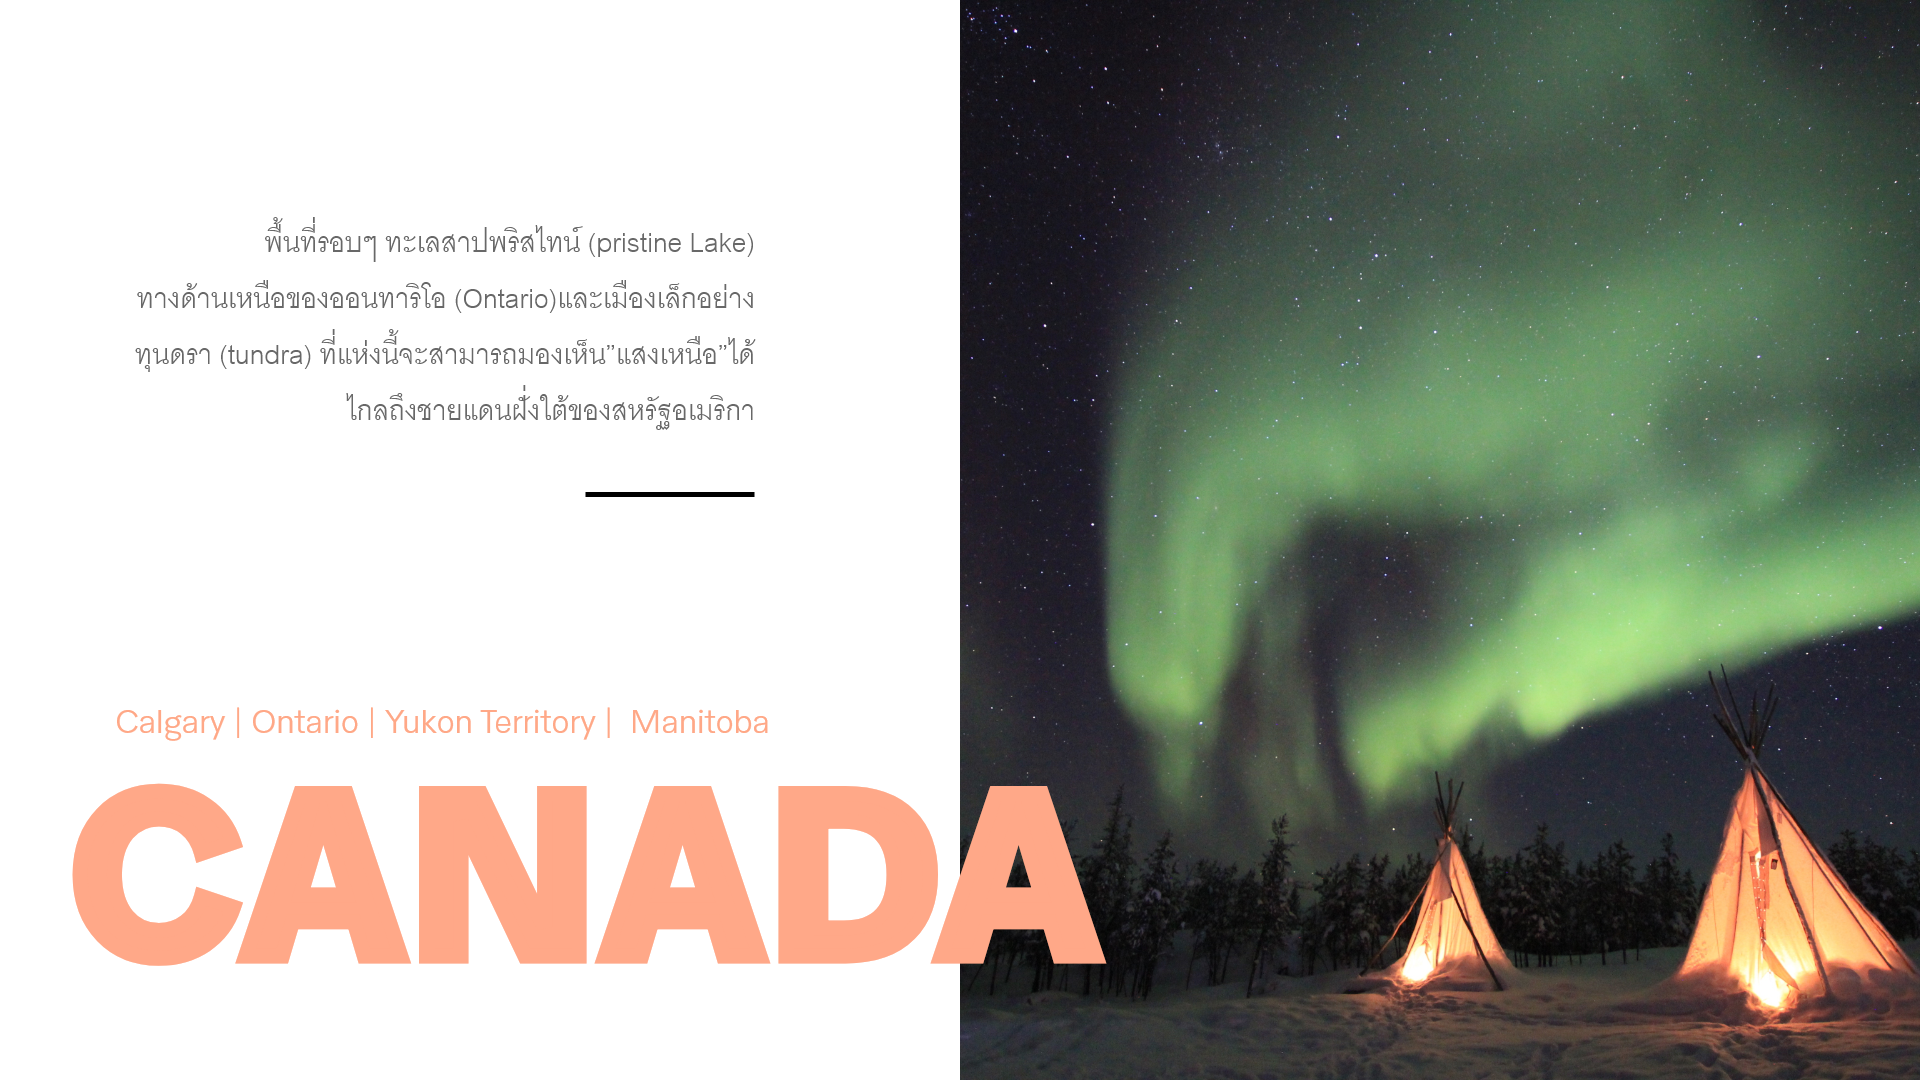 พื้นที่รอบๆ ทะเลสาปพริสไทน์ (pristine Lake)
ทางด้านเหนือของออนทาริโอ (Ontario)และเมืองเล็กอย่าง
ทุนดรา (tundra) ที่แห่งนี้จะสามารถมองเห็น”แสงเหนือ”ได้
ไกลถึงชายแดนฝั่งใต้ของสหรัฐอเมริกา
Calgary | Ontario | Yukon Territory |  Manitoba
CANADA